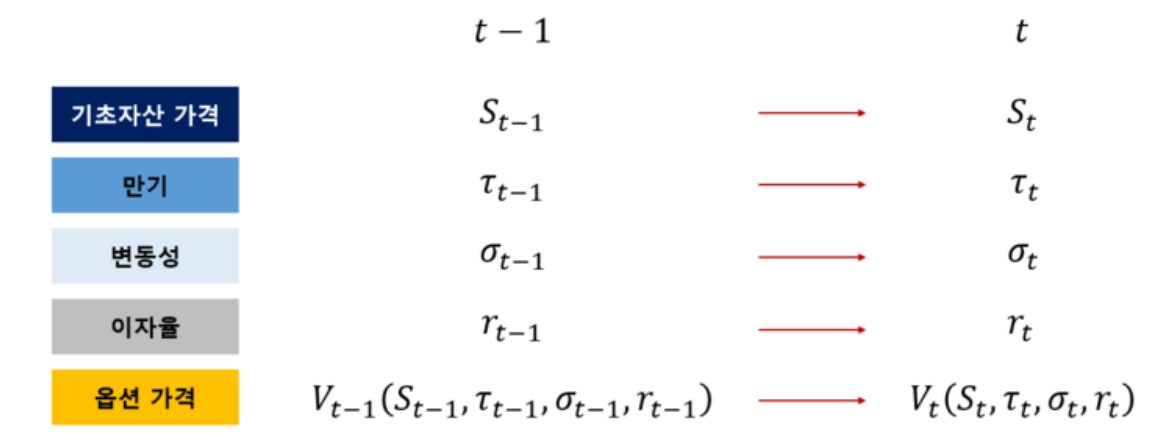 t − 1 t
기초자산 가격 S_{t−1} S_t
만기 τ_{t−1} τ_t
변동성 σ_{t−1} σ_t
이자율 r_{t−1} r_t
옵션 가격 V_{t−1}(S_{t−1}, τ_{t−1}, σ_{t−1}, r_{t−1}) V_t(S_t, τ_t, σ_t, r_t)